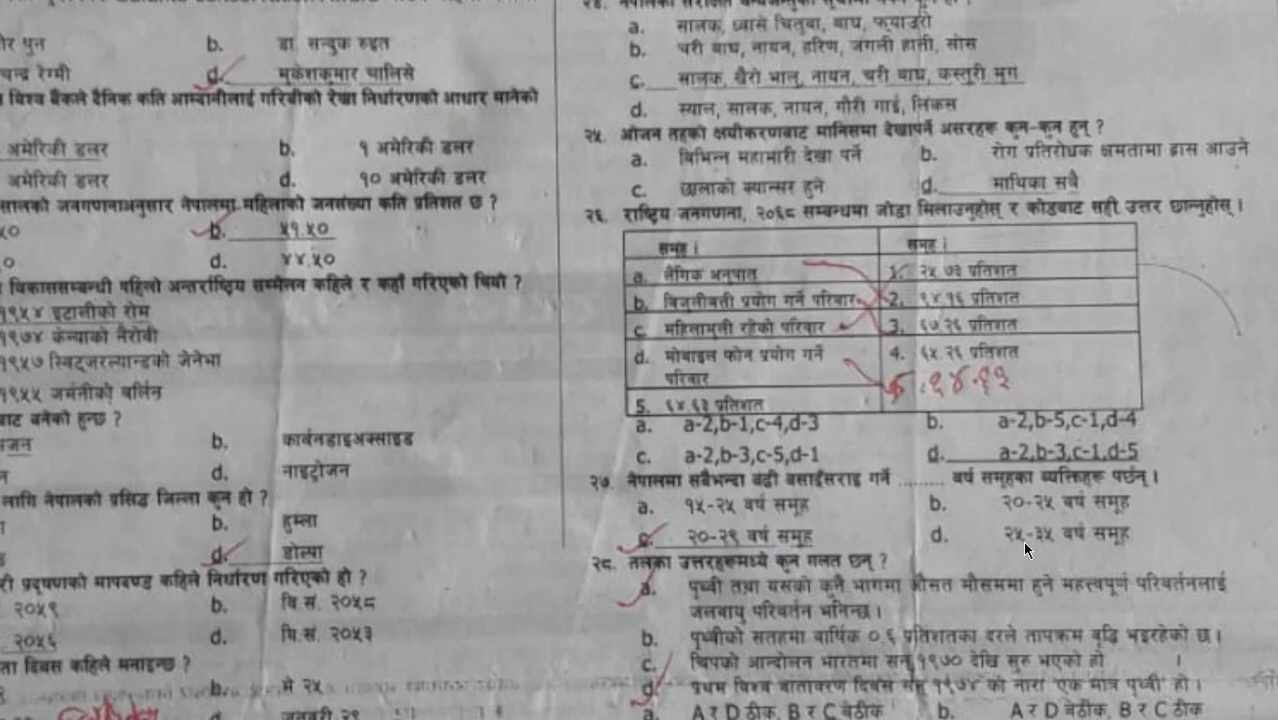 ोर पुन b. डा. सन्दुक रुइत
चन्द्र रेग्मी d. मुकेशकुमार चालिसे
विश्व बैंकले दैनिक कति आम्दानीलाई गरिबीको रेखा निर्धारणको आधार मानेको
अमेरिकी डलर b. १ अमेरिकी डलर
अमेरिकी डलर d. १० अमेरिकी डलर
सालको जनगणनाअनुसार नेपालमा महिलाको जनसंख्या कति प्रतिशत छ ?
५० b. ५१.५०
० d. ४४.५०
विकाससम्बन्धी पहिलो अन्तर्राष्ट्रिय सम्मेलन कहिले र कहाँ गरिएको थियो ?
१९५४ इटालीको रोम
१९७४ केन्याको नैरोबी
१९५७ स्विट्जरल्यान्डको जेनेभा
१९५५ जर्मनीको बर्लिन
बाट बनेको हुन्छ ?
b. कार्बनडाइअक्साइड
d. नाइट्रोजन
लागि नेपालको प्रसिद्ध जिल्ला कुन हो ?
b. हुम्ला
d. डोल्पा
री प्रदूषणको मापदण्ड कहिले निर्धारण गरिएको हो ?
२०५९ b. वि.सं. २०५८
२०५६ d. वि.सं. २०५३
ता दिवस कहिले मनाइन्छ ?
b. मे २५
d. जनवरी २९
a. सालक, ध्वासे चितुवा, बाघ, फ्याउरो
b. चरी बाघ, नायन, हरिण, जंगली हात्ती, सोस
c. सालक, खैरो भालु, नायन, चरी बाघ, कस्तुरी मृग
d. स्याल, सालक, नायन, गौरी गाई, लिंक्स
२५. ओजन तहको क्षयीकरणबाट मानिसमा देखापर्ने असरहरू कुन-कुन हुन् ?
a. विभिन्न महामारी देखा पर्ने b. रोग प्रतिरोधक क्षमतामा ह्रास आउने
c. छालाको क्यान्सर हुने d. माथिका सबै
२६. राष्ट्रिय जनगणना, २०६८ सम्बन्धमा जोडा मिलाउनुहोस् र कोडबाट सही उत्तर छान्नुहोस् ।
समूह । समूह ।
a. लैंगिक अनुपात 1. २५.७३ प्रतिशत
b. बिजुलीबत्ती प्रयोग गर्ने परिवार 2. ९४.१६ प्रतिशत
c. महिलामुली रहेको परिवार 3. ६७.२६ प्रतिशत
d. मोबाइल फोन प्रयोग गर्ने 4. ६५.२६ प्रतिशत
परिवार
5. ६४.६३ प्रतिशत
a. a-2,b-1,c-4,d-3 b. a-2,b-5,c-1,d-4
c. a-2,b-3,c-5,d-1 d. a-2,b-3,c-1,d-5
२७. नेपालमा सबैभन्दा बढी बसाईंसराइ गर्ने ......... वर्ष समूहका व्यक्तिहरू पर्छन् ।
a. १५-२५ वर्ष समूह b. २०-२५ वर्ष समूह
c. २०-२९ वर्ष समूह d. २५-३५ वर्ष समूह
२८. तलका उत्तरहरूमध्ये कुन गलत छन् ?
a. पृथ्वी तथा यसको कुनै भागमा औसत मौसममा हुने महत्त्वपूर्ण परिवर्तनलाई
जलवायु परिवर्तन भनिन्छ ।
b. पृथ्वीको सतहमा वार्षिक ०.६ प्रतिशतका दरले तापक्रम वृद्धि भइरहेको छ ।
c. चिपको आन्दोलन भारतमा सन् १९७० देखि सुरु भएको हो ।
d. प्रथम विश्व वातावरण दिवस सन् १९७४ को नारा 'एक मात्र पृथ्वी' हो ।
a. A र D ठीक, B र C बेठीक b. A र D बेठीक, B र C ठीक